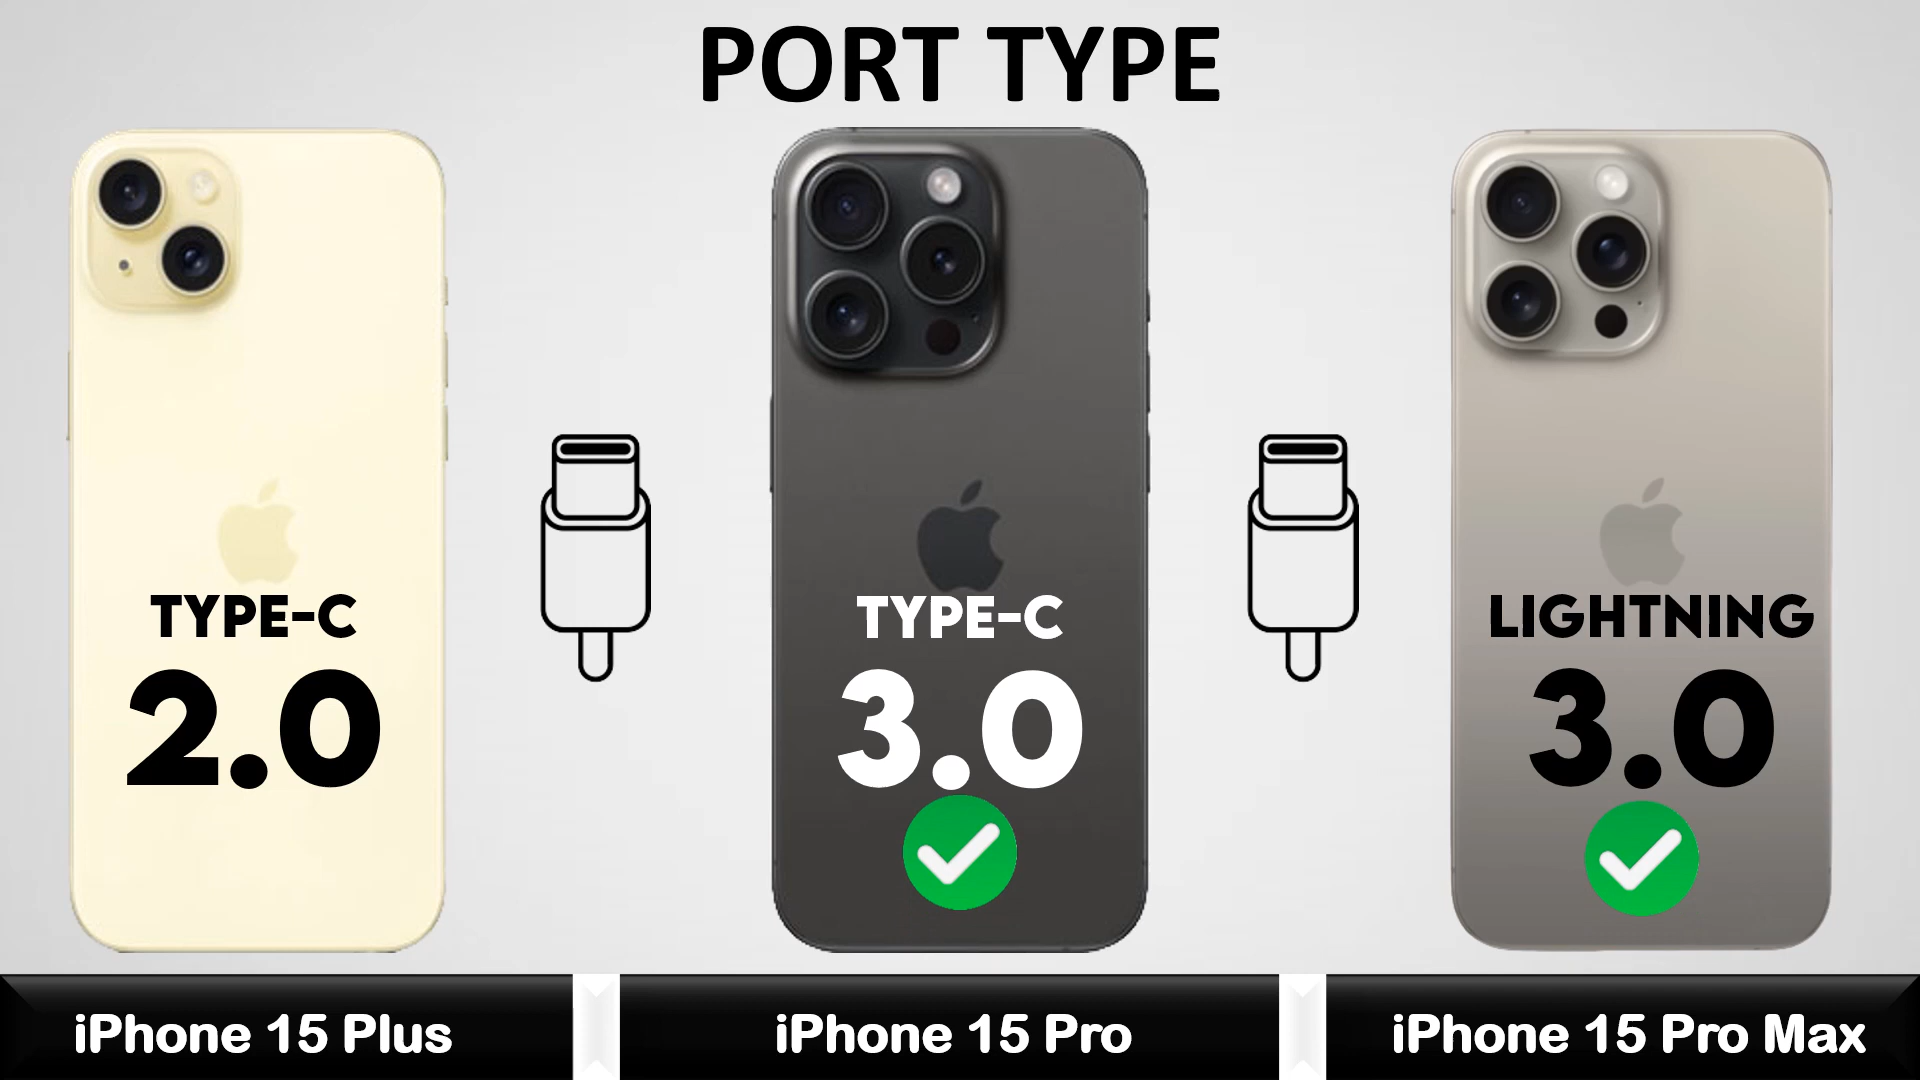 PORT TYPE
TYPE-C
2.0
TYPE-C
3.0
LIGHTNING
3.0
iPhone 15 Plus
iPhone 15 Pro
iPhone 15 Pro Max